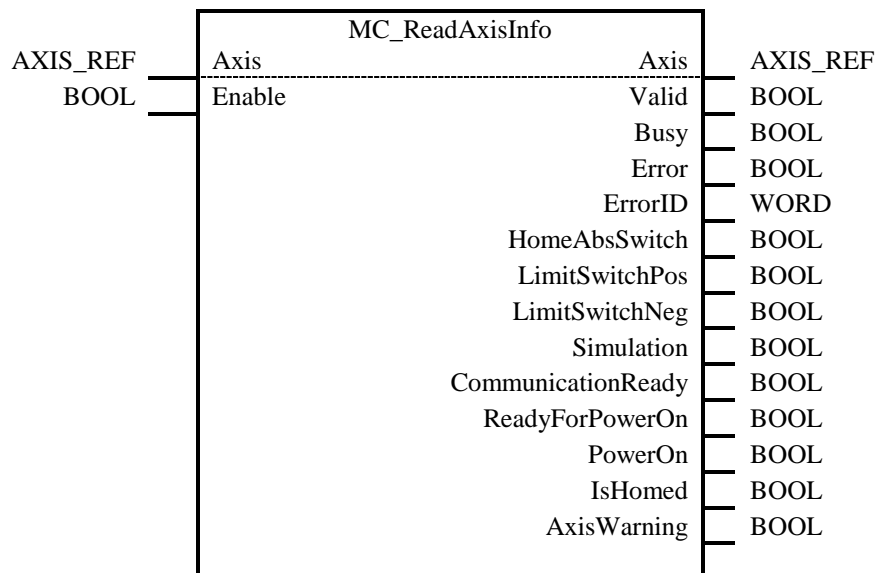 MC_ReadAxisInfo
AXIS_REF Axis Axis AXIS_REF
BOOL Enable Valid BOOL
Busy BOOL
Error BOOL
ErrorID WORD
HomeAbsSwitch BOOL
LimitSwitchPos BOOL
LimitSwitchNeg BOOL
Simulation BOOL
CommunicationReady BOOL
ReadyForPowerOn BOOL
PowerOn BOOL
IsHomed BOOL
AxisWarning BOOL